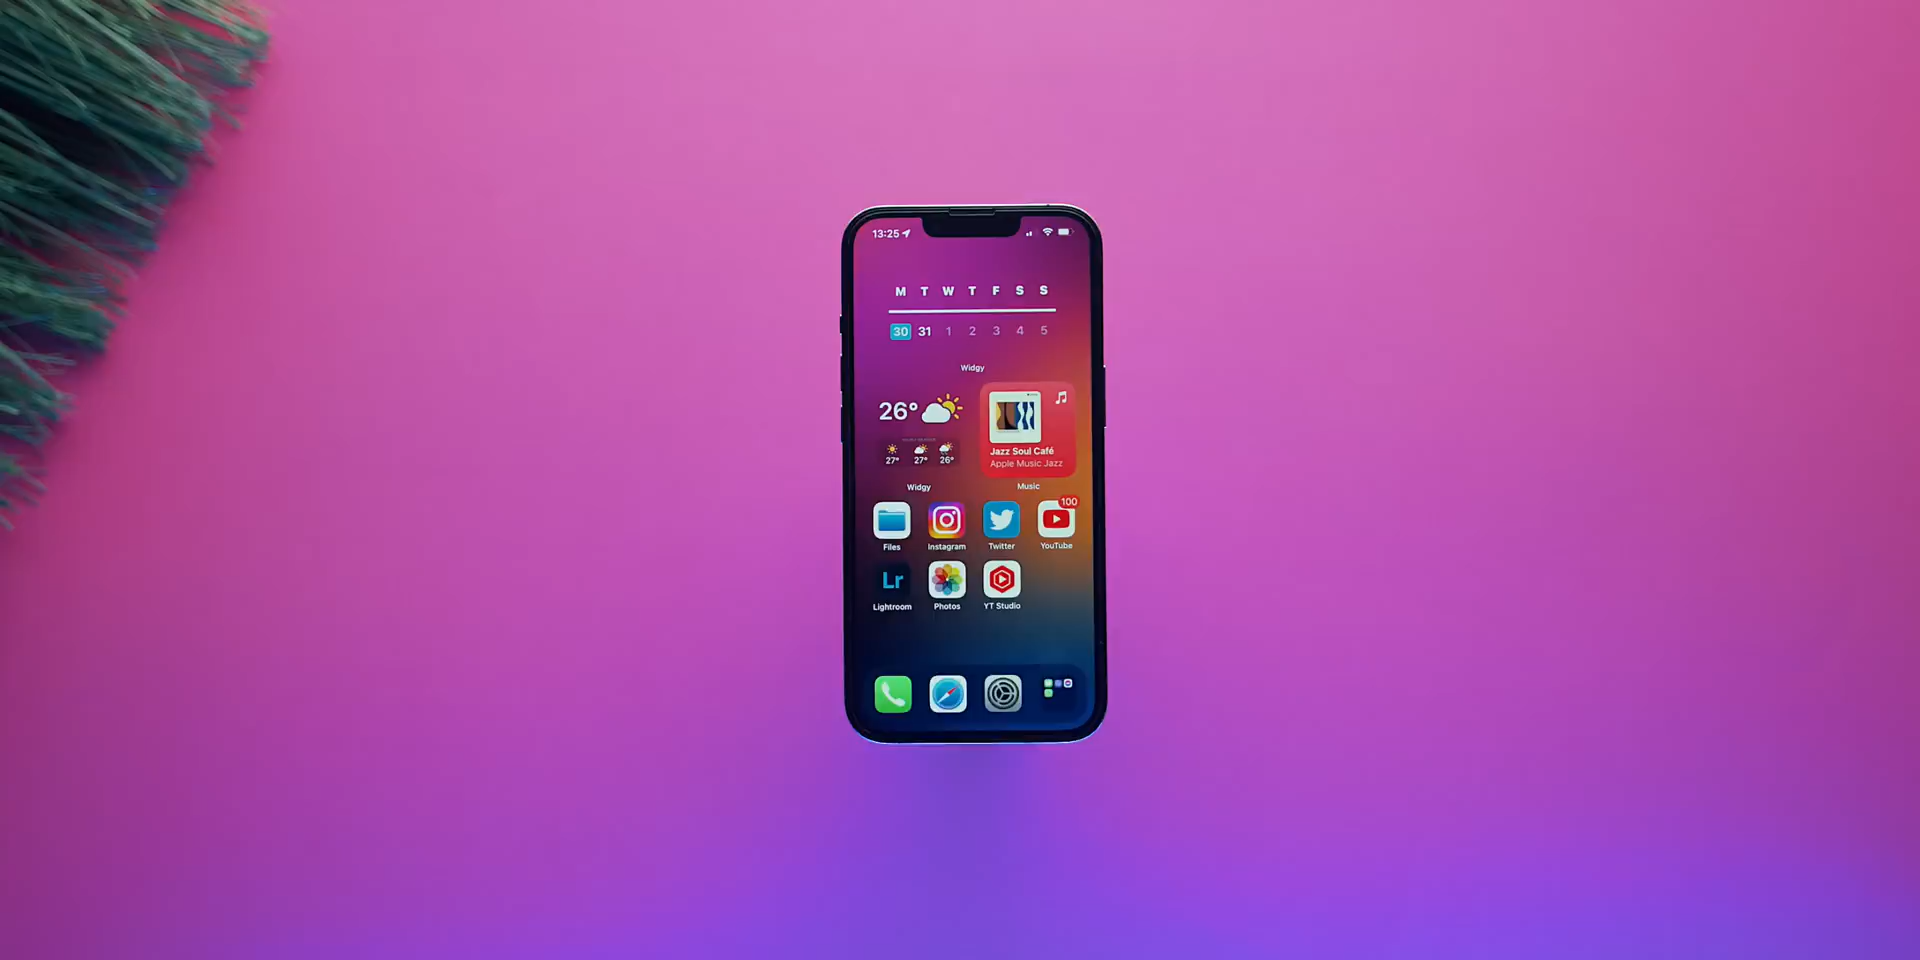 13:25
M T W T F S S
30 31 1 2 3 4 5
Widgy
26°
27° 27° 26°
Jazz Soul Café
Apple Music Jazz
Widgy
Music
100
Files Instagram Twitter YouTube
Lr
Lightroom Photos YT Studio